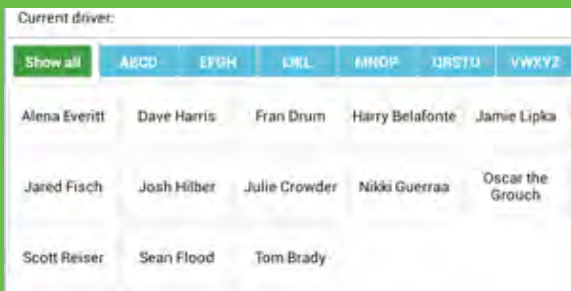 Current driver:
Show all ABCD EFGH IJKL MNOP QRSTU VWXYZ
Alena Everitt Dave Harris Fran Drum Harry Belafonte Jamie Lipka
Jared Fisch Josh Hilber Julie Crowder Nikki Guerraa Oscar the
Grouch
Scott Reiser Sean Flood Tom Brady